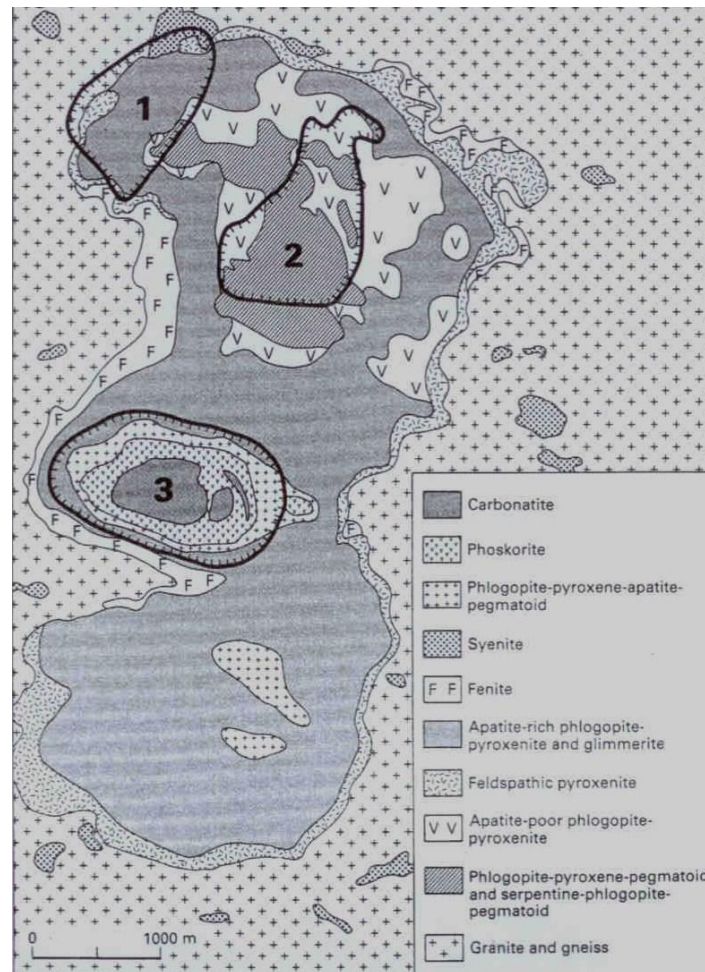 1
2
3
Carbonatite
Phoskorite
Phlogopite-pyroxene-apatite-
pegmatoid
Syenite
F F Fenite
Apatite-rich phlogopite-
pyroxenite and glimmerite
Feldspathic pyroxenite
V V Apatite-poor phlogopite-
pyroxenite
Phlogopite-pyroxene-pegmatoid
and serpentine-phlogopite-
pegmatoid
Granite and gneiss
0 1000 m